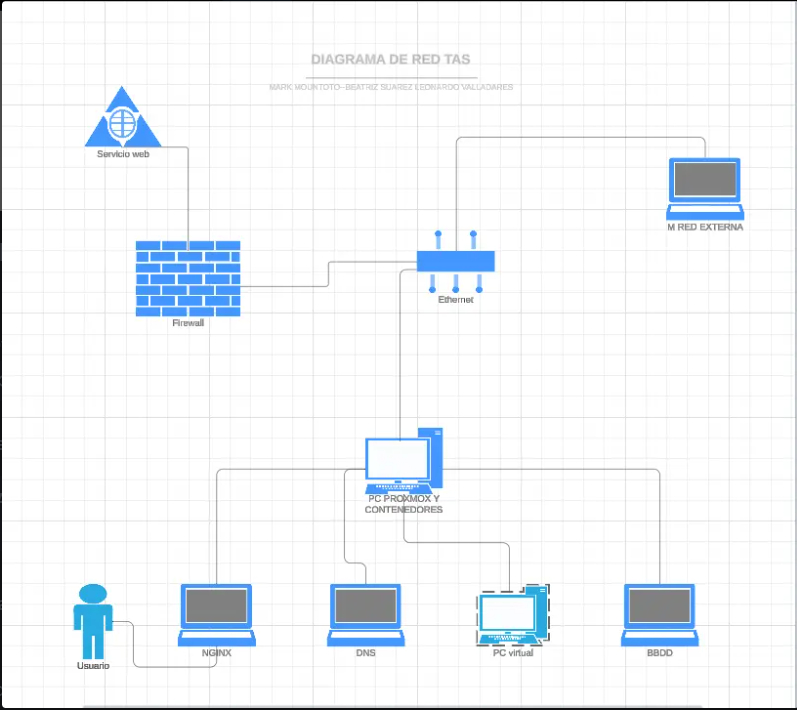 DIAGRAMA DE RED TAS
MARK MOUNTOTO-BEATRIZ SUAREZ LEONARDO VALLADARES
Servicio web
M RED EXTERNA
Ethernet
Firewall
PC PROXMOX Y
CONTENEDORES
Usuario
NGINX
DNS
PC virtual
BBDD